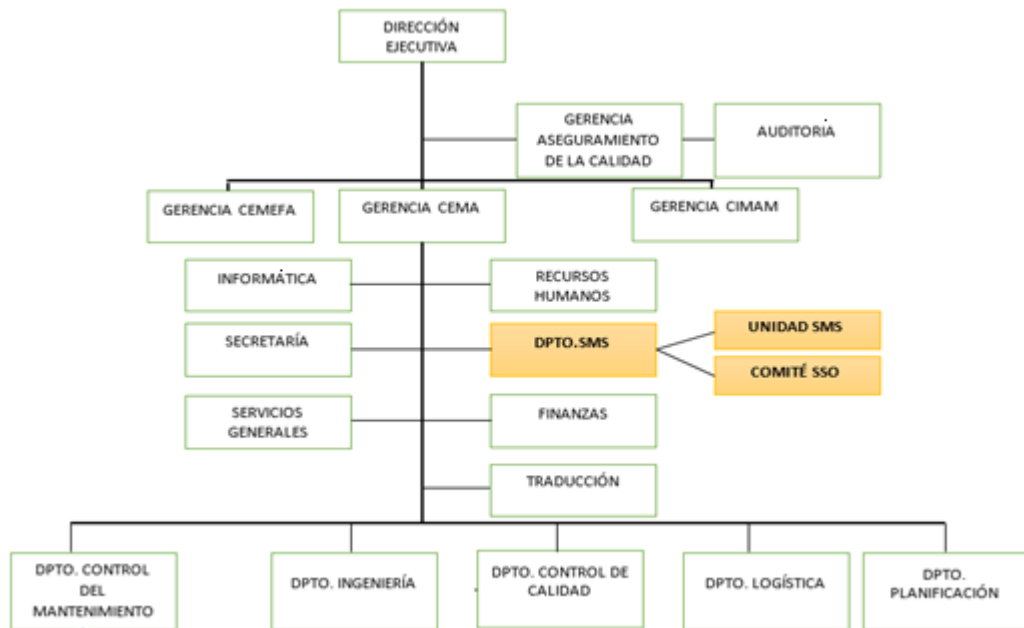 DIRECCIÓN
EJECUTIVA
GERENCIA
ASEGURAMIENTO
DE LA CALIDAD
AUDITORIA
GERENCIA CEMEFA
GERENCIA CEMA
GERENCIA CIMAM
INFORMÁTICA
RECURSOS
HUMANOS
SECRETARÍA
DPTO.SMS
UNIDAD SMS
COMITÉ SSO
SERVICIOS
GENERALES
FINANZAS
TRADUCCIÓN
DPTO. CONTROL
DEL
MANTENIMIENTO
DPTO. INGENIERÍA
DPTO. CONTROL DE
CALIDAD
DPTO. LOGÍSTICA
DPTO.
PLANIFICACIÓN